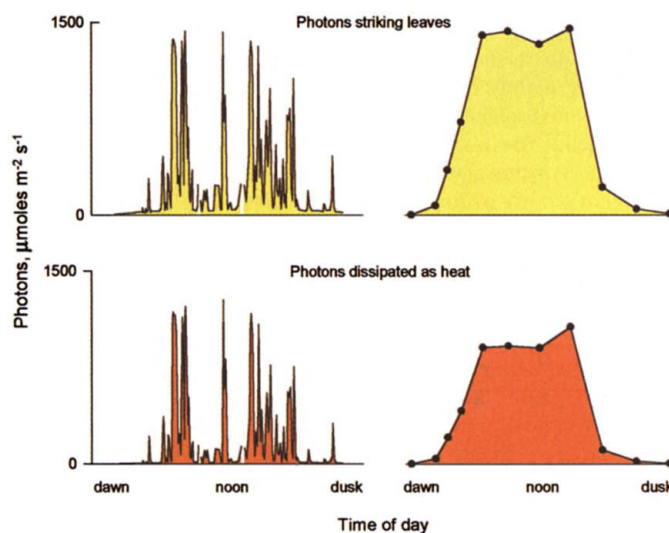 Photons striking leaves
1500
0
Photons, μmoles m⁻² s⁻¹
Photons dissipated as heat
1500
0
dawn noon dusk dawn noon dusk
Time of day